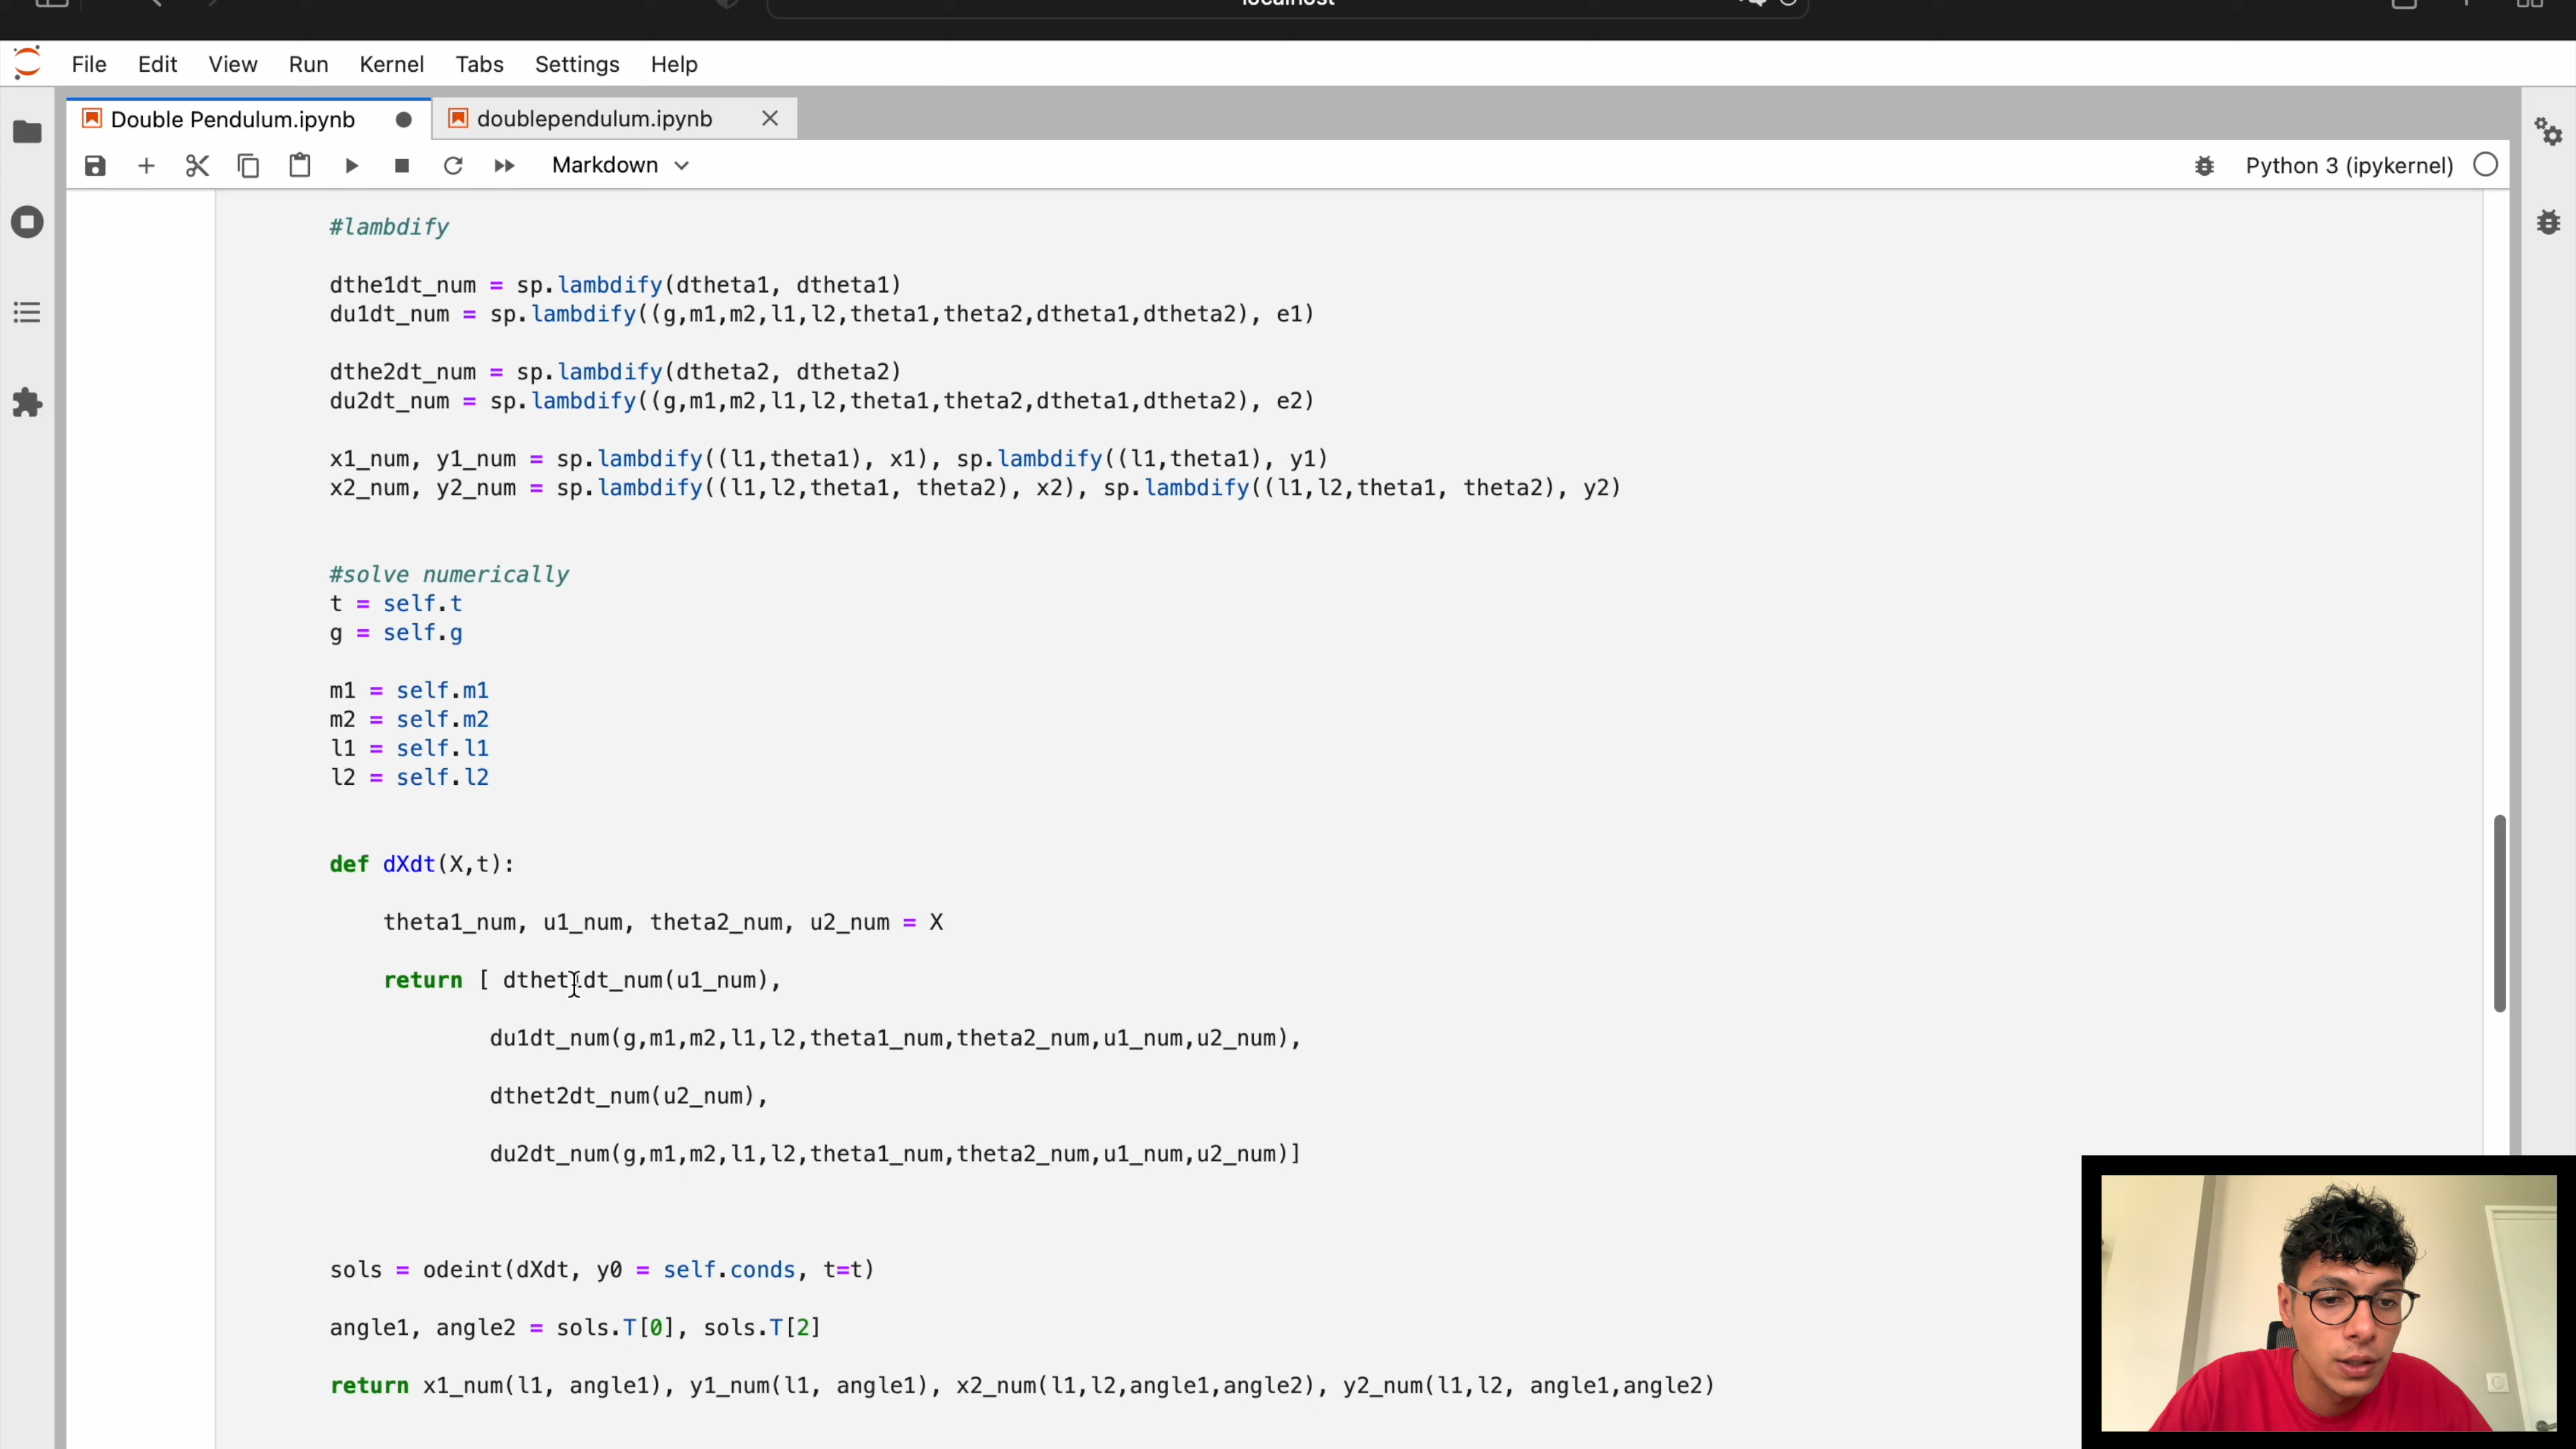 localhost
File Edit View Run Kernel Tabs Settings Help
Double Pendulum.ipynb doublependulum.ipynb
Markdown Python 3 (ipykernel)
#lambdify
dthe1dt_num = sp.lambdify(dtheta1, dtheta1)
du1dt_num = sp.lambdify((g,m1,m2,l1,l2,theta1,theta2,dtheta1,dtheta2), e1)
dthe2dt_num = sp.lambdify(dtheta2, dtheta2)
du2dt_num = sp.lambdify((g,m1,m2,l1,l2,theta1,theta2,dtheta1,dtheta2), e2)
x1_num, y1_num = sp.lambdify((l1,theta1), x1), sp.lambdify((l1,theta1), y1)
x2_num, y2_num = sp.lambdify((l1,l2,theta1, theta2), x2), sp.lambdify((l1,l2,theta1, theta2), y2)
#solve numerically
t = self.t
g = self.g
m1 = self.m1
m2 = self.m2
l1 = self.l1
l2 = self.l2
def dXdt(X,t):
theta1_num, u1_num, theta2_num, u2_num = X
return [ dthet1dt_num(u1_num),
du1dt_num(g,m1,m2,l1,l2,theta1_num,theta2_num,u1_num,u2_num),
dthet2dt_num(u2_num),
du2dt_num(g,m1,m2,l1,l2,theta1_num,theta2_num,u1_num,u2_num)]
sols = odeint(dXdt, y0 = self.conds, t=t)
angle1, angle2 = sols.T[0], sols.T[2]
return x1_num(l1, angle1), y1_num(l1, angle1), x2_num(l1,l2,angle1,angle2), y2_num(l1,l2, angle1,angle2)